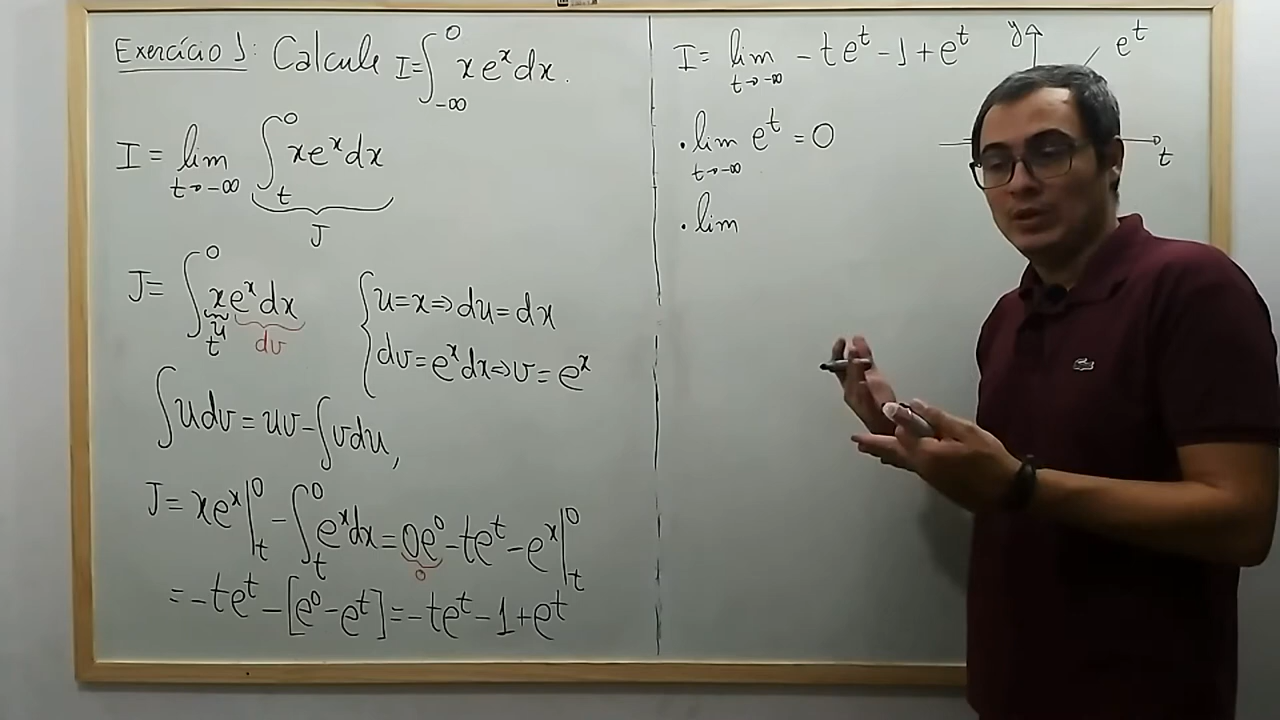 Exercício 1: Calcule I=∫_{-∞}^{0} xe^x dx.
I = lim_{t→-∞} ∫_{t}^{0} xe^x dx
J
J= ∫_{t}^{0} xe^x dx
u
dv
{u=x⇒du=dx
dv=e^x dx⇒v=e^x
∫udv=uv-∫vdu,
J= xe^x|_{t}^{0} - ∫_{t}^{0} e^x dx=0e^0-te^t-e^x|_{t}^{0}
0
=-te^t-[e^0-e^t]=-te^t-1+e^t
I= lim_{t→-∞} -te^t-1+e^t
y
e^t
t
• lim_{t→-∞} e^t=0
• lim